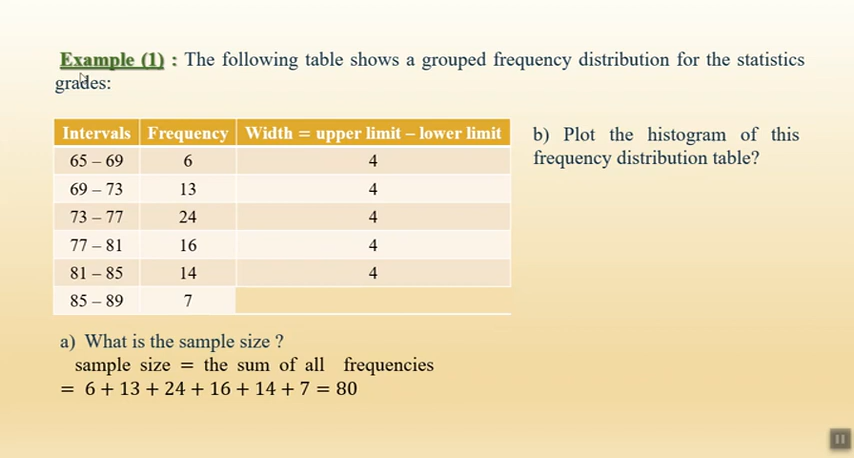 Example (1) : The following table shows a grouped frequency distribution for the statistics
grades:
Intervals Frequency Width = upper limit – lower limit
65 – 69 6 4
69 – 73 13 4
73 – 77 24 4
77 – 81 16 4
81 – 85 14 4
85 – 89 7
b) Plot the histogram of this
frequency distribution table?
a) What is the sample size ?
sample size = the sum of all frequencies
= 6 + 13 + 24 + 16 + 14 + 7 = 80